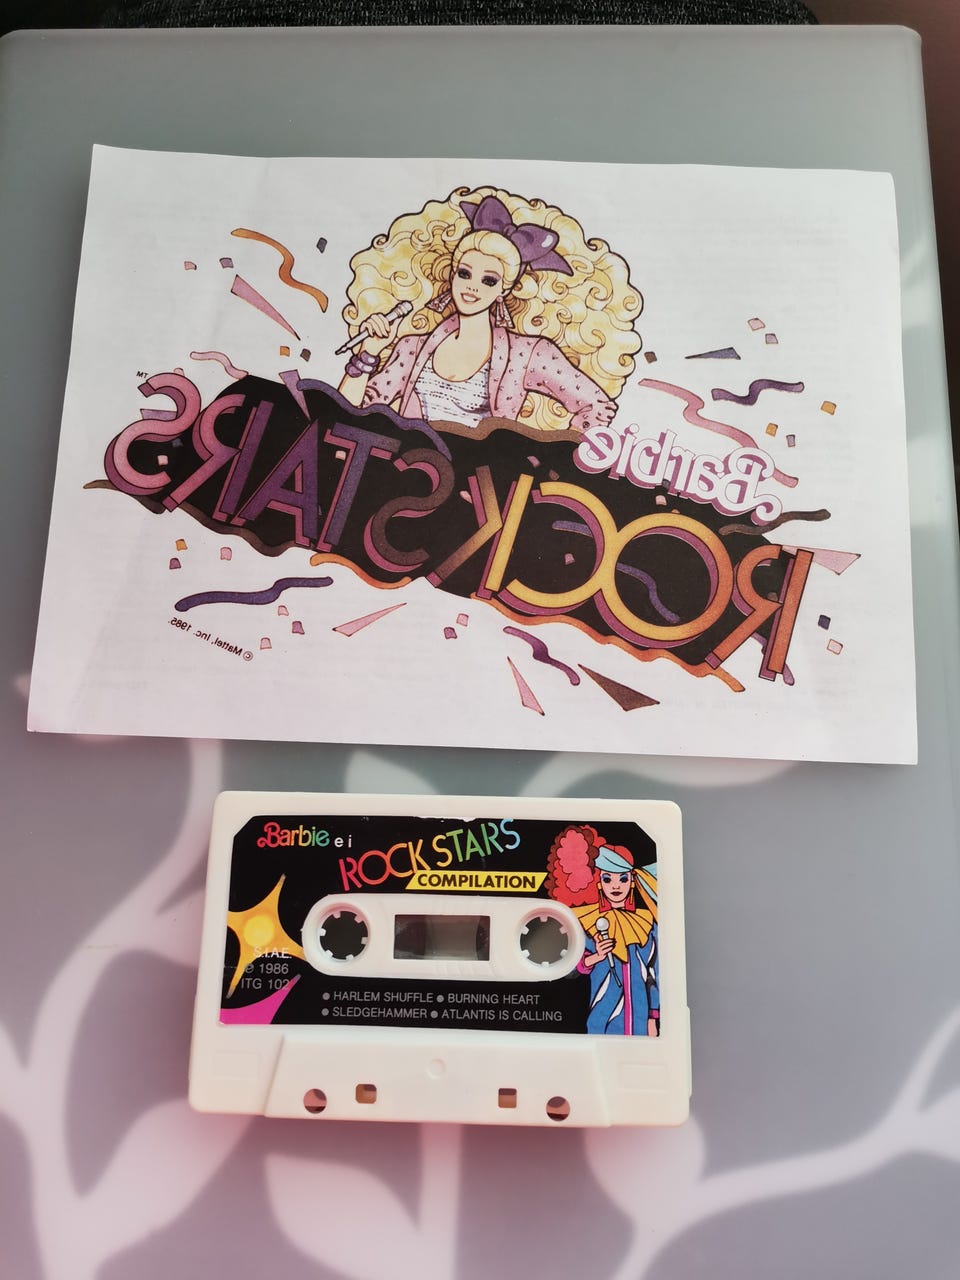 Barbie
ROCK STARS
TM
© Mattel, Inc. 1985.
Barbie e i
ROCK STARS
COMPILATION
S.I.A.E.
℗ 1986
ITG 102
● HARLEM SHUFFLE ● BURNING HEART
● SLEDGEHAMMER ● ATLANTIS IS CALLING